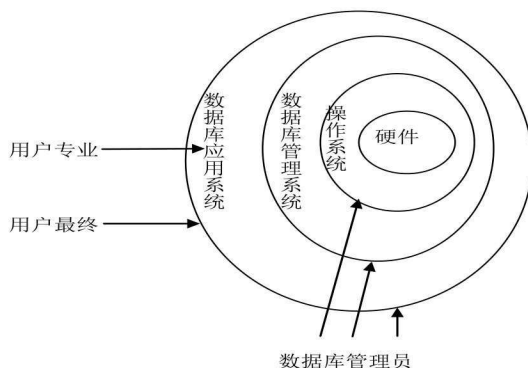 数据库应用系统
数据库管理系统
操作系统
硬件
用户专业
用户最终
数据库管理员